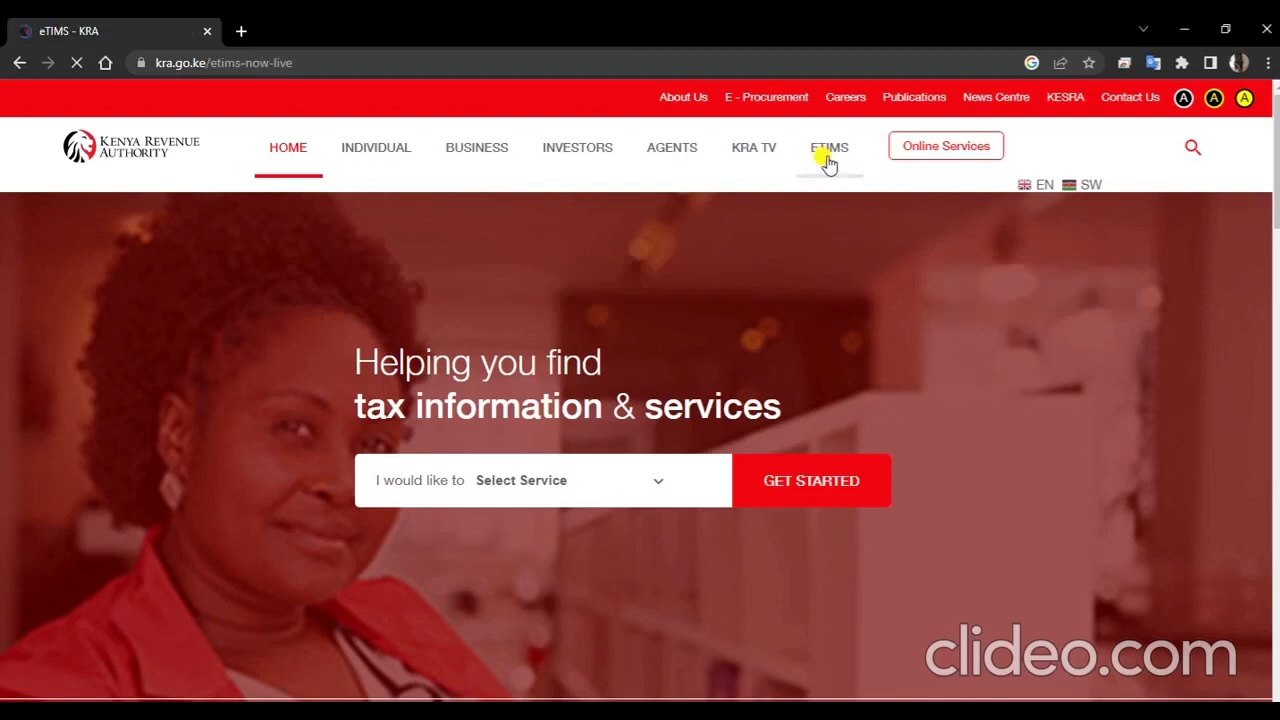 eTIMS - KRA
kra.go.ke/etims-now-live
About Us E - Procurement Careers Publications News Centre KESRA Contact Us A A A
KENYA REVENUE
AUTHORITY
HOME INDIVIDUAL BUSINESS INVESTORS AGENTS KRA TV ETIMS Online Services
EN SW
Helping you find
tax information & services
I would like to Select Service GET STARTED
clideo.com